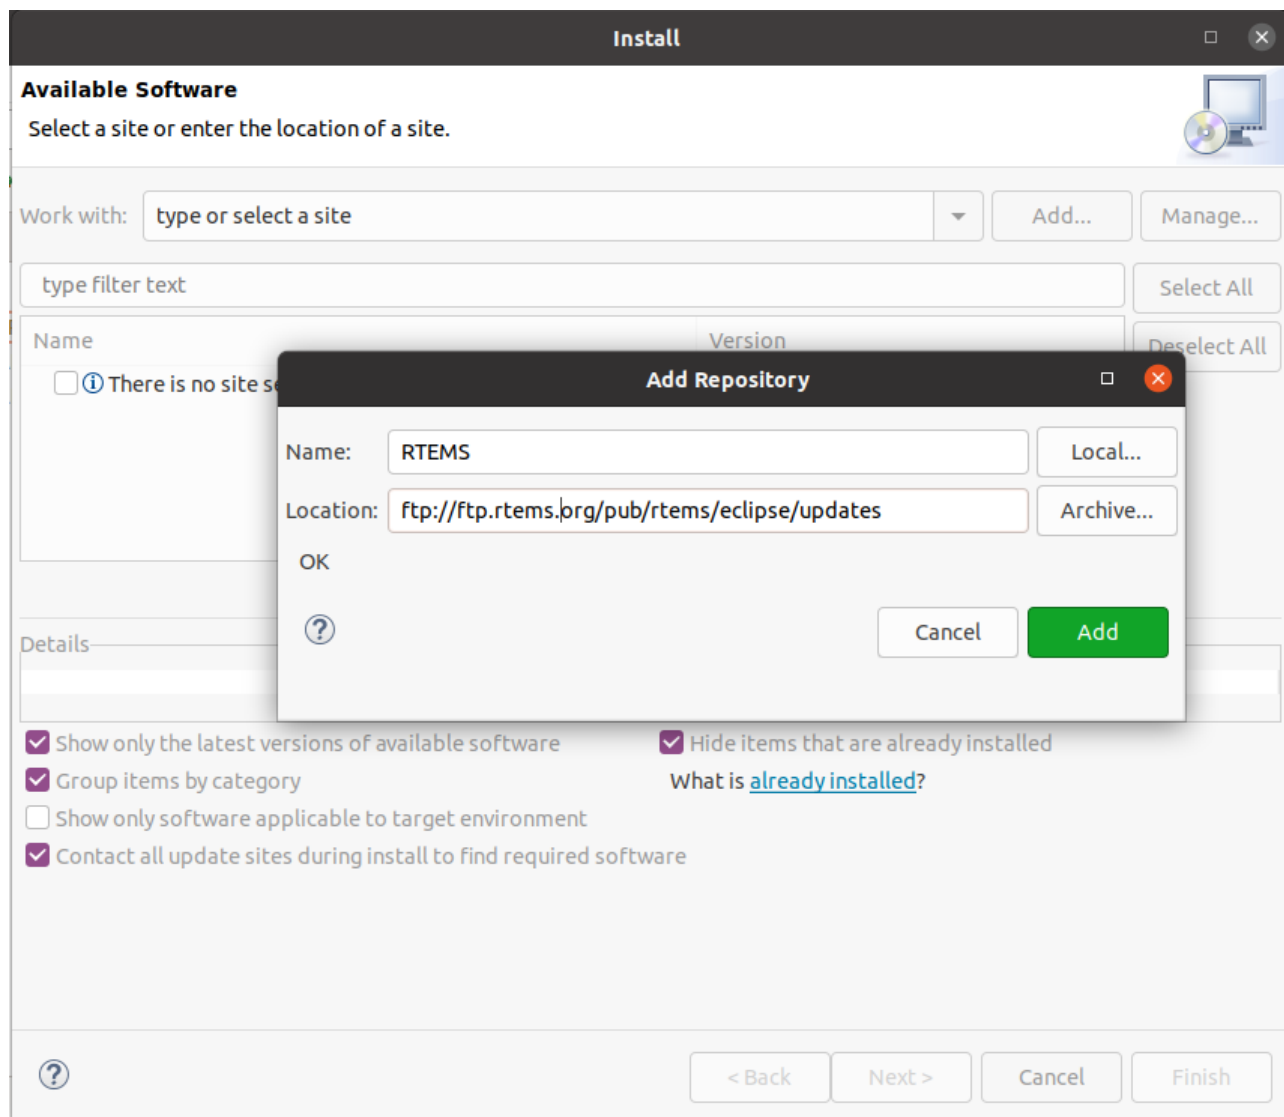 Install
Available Software
Select a site or enter the location of a site.
Work with: type or select a site Add... Manage...
type filter text Select All
Name Version Deselect All
There is no site se
Add Repository
Name: RTEMS Local...
Location: ftp://ftp.rtems.org/pub/rtems/eclipse/updates Archive...
OK
Cancel Add
Details
Show only the latest versions of available software Hide items that are already installed
Group items by category What is already installed?
Show only software applicable to target environment
Contact all update sites during install to find required software
< Back Next > Cancel Finish